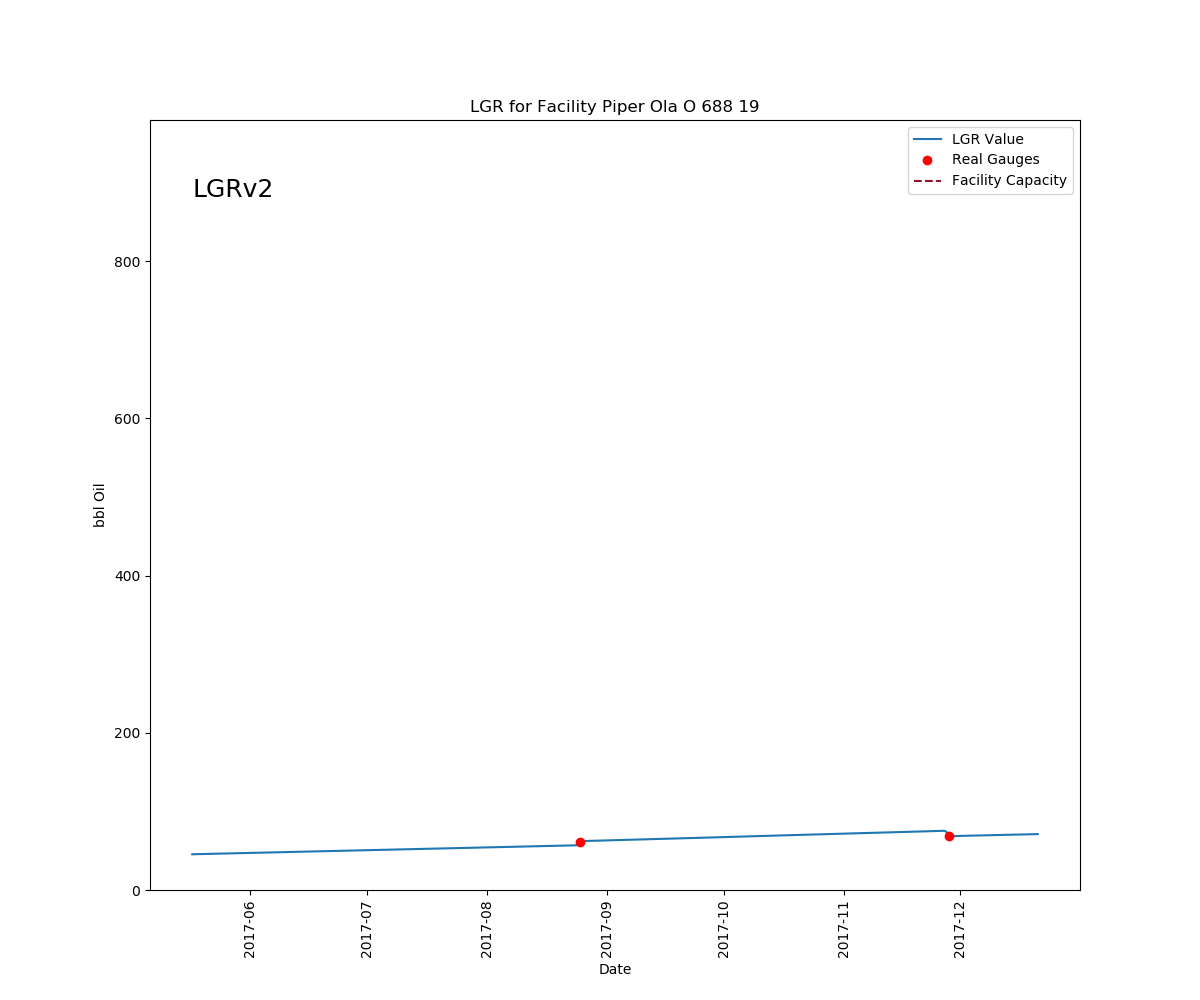 LGR for Facility Piper Ola O 688 19
LGRv2
LGR Value
Real Gauges
Facility Capacity
bbl Oil
800
600
400
200
0
2017-06
2017-07
2017-08
2017-09
2017-10
2017-11
2017-12
Date